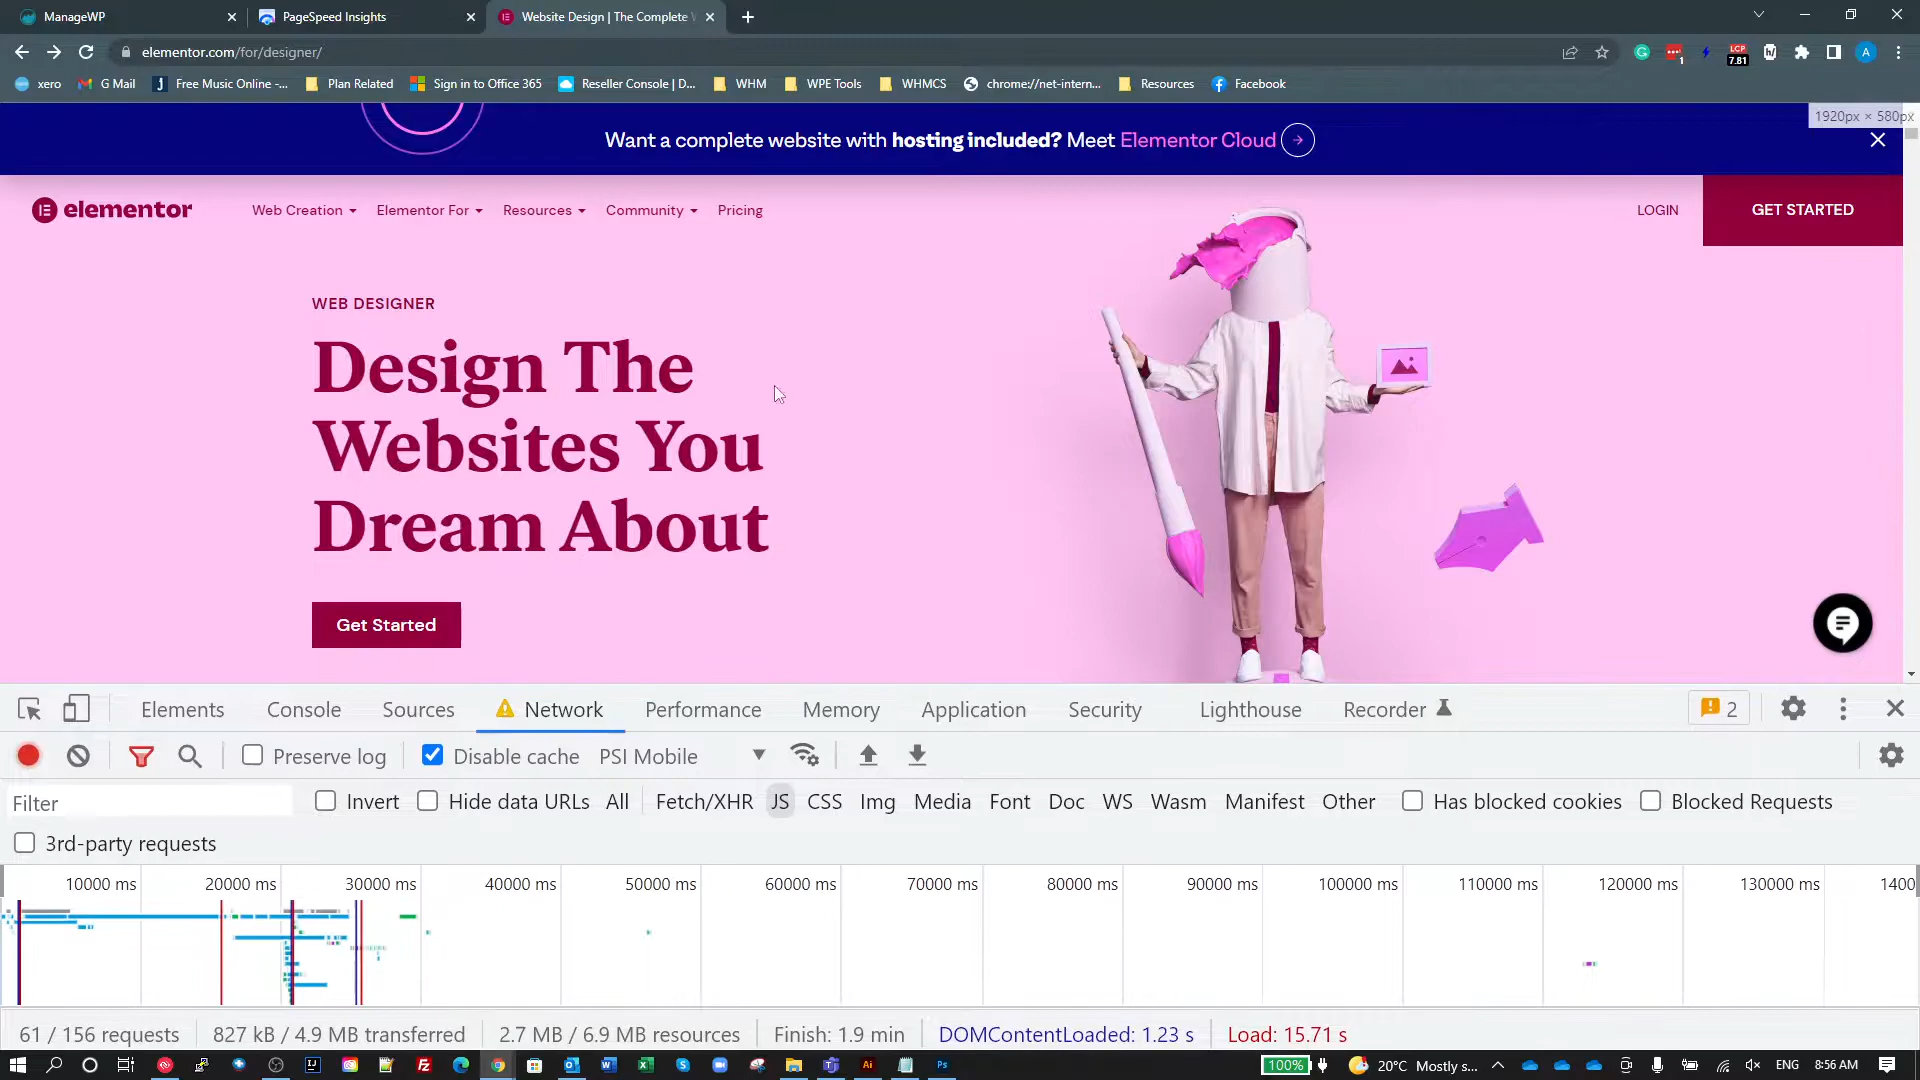 ManageWP
PageSpeed Insights
Website Design | The Complete W
elementor.com/for/designer/
1
LCP
7.81
A
xero
G Mail
Free Music Online -...
Plan Related
Sign in to Office 365
Reseller Console | D...
WHM
WPE Tools
WHMCS
chrome://net-intern...
Resources
Facebook
1920px × 580px
Want a complete website with hosting included? Meet Elementor Cloud
elementor
Web Creation
Elementor For
Resources
Community
Pricing
LOGIN
GET STARTED
WEB DESIGNER
Design The
Websites You
Dream About
Get Started
Elements
Console
Sources
Network
Performance
Memory
Application
Security
Lighthouse
Recorder
2
Preserve log
Disable cache
PSI Mobile
Filter
Invert
Hide data URLs
All
Fetch/XHR
JS
CSS
Img
Media
Font
Doc
WS
Wasm
Manifest
Other
Has blocked cookies
Blocked Requests
3rd-party requests
10000 ms
20000 ms
30000 ms
40000 ms
50000 ms
60000 ms
70000 ms
80000 ms
90000 ms
100000 ms
110000 ms
120000 ms
130000 ms
1400
61 / 156 requests
827 kB / 4.9 MB transferred
2.7 MB / 6.9 MB resources
Finish: 1.9 min
DOMContentLoaded: 1.23 s
Load: 15.71 s
100%
20°C Mostly s...
ENG
8:56 AM